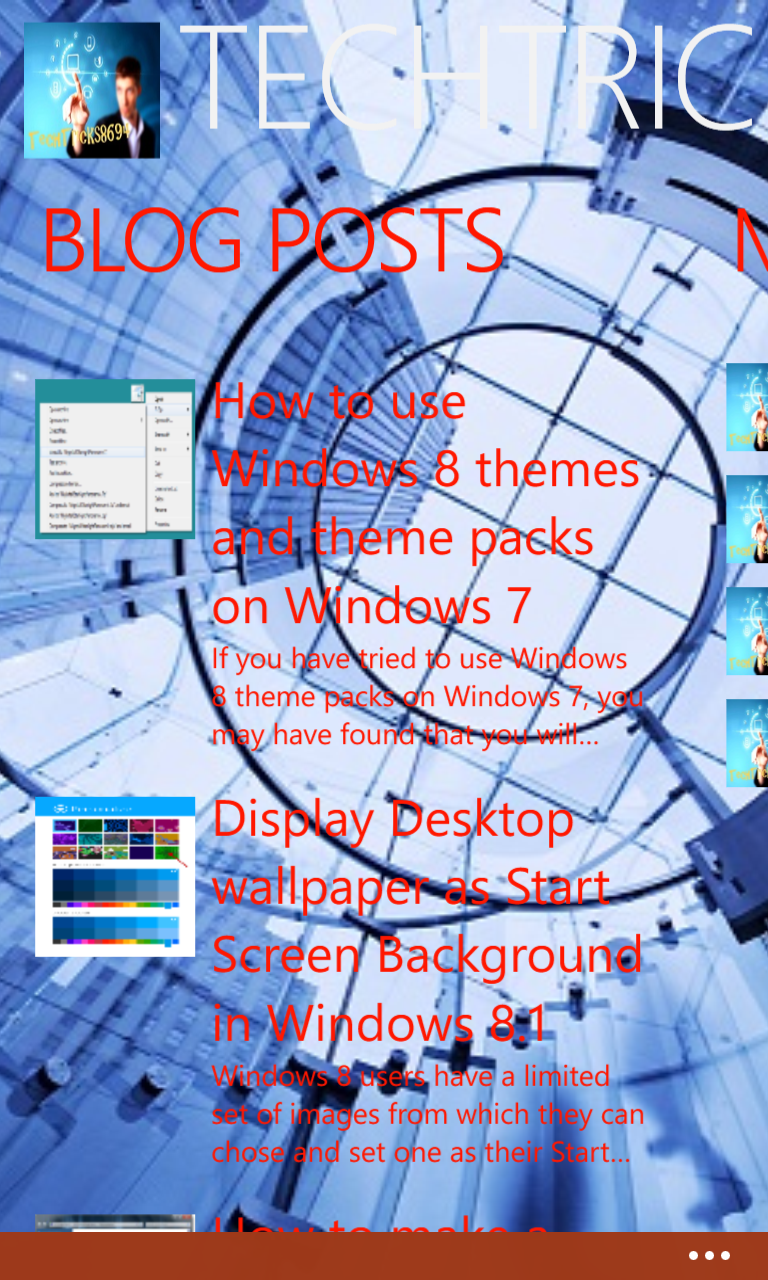 TechTricks8694
TECHTRIC
BLOG POSTS
N
How to use
Windows 8 themes
and theme packs
on Windows 7
If you have tried to use Windows
8 theme packs on Windows 7, you
may have found that you will...
Display Desktop
wallpaper as Start
Screen Background
in Windows 8.1
Windows 8 users have a limited
set of images from which they can
chose and set one as their Start...
How to make a